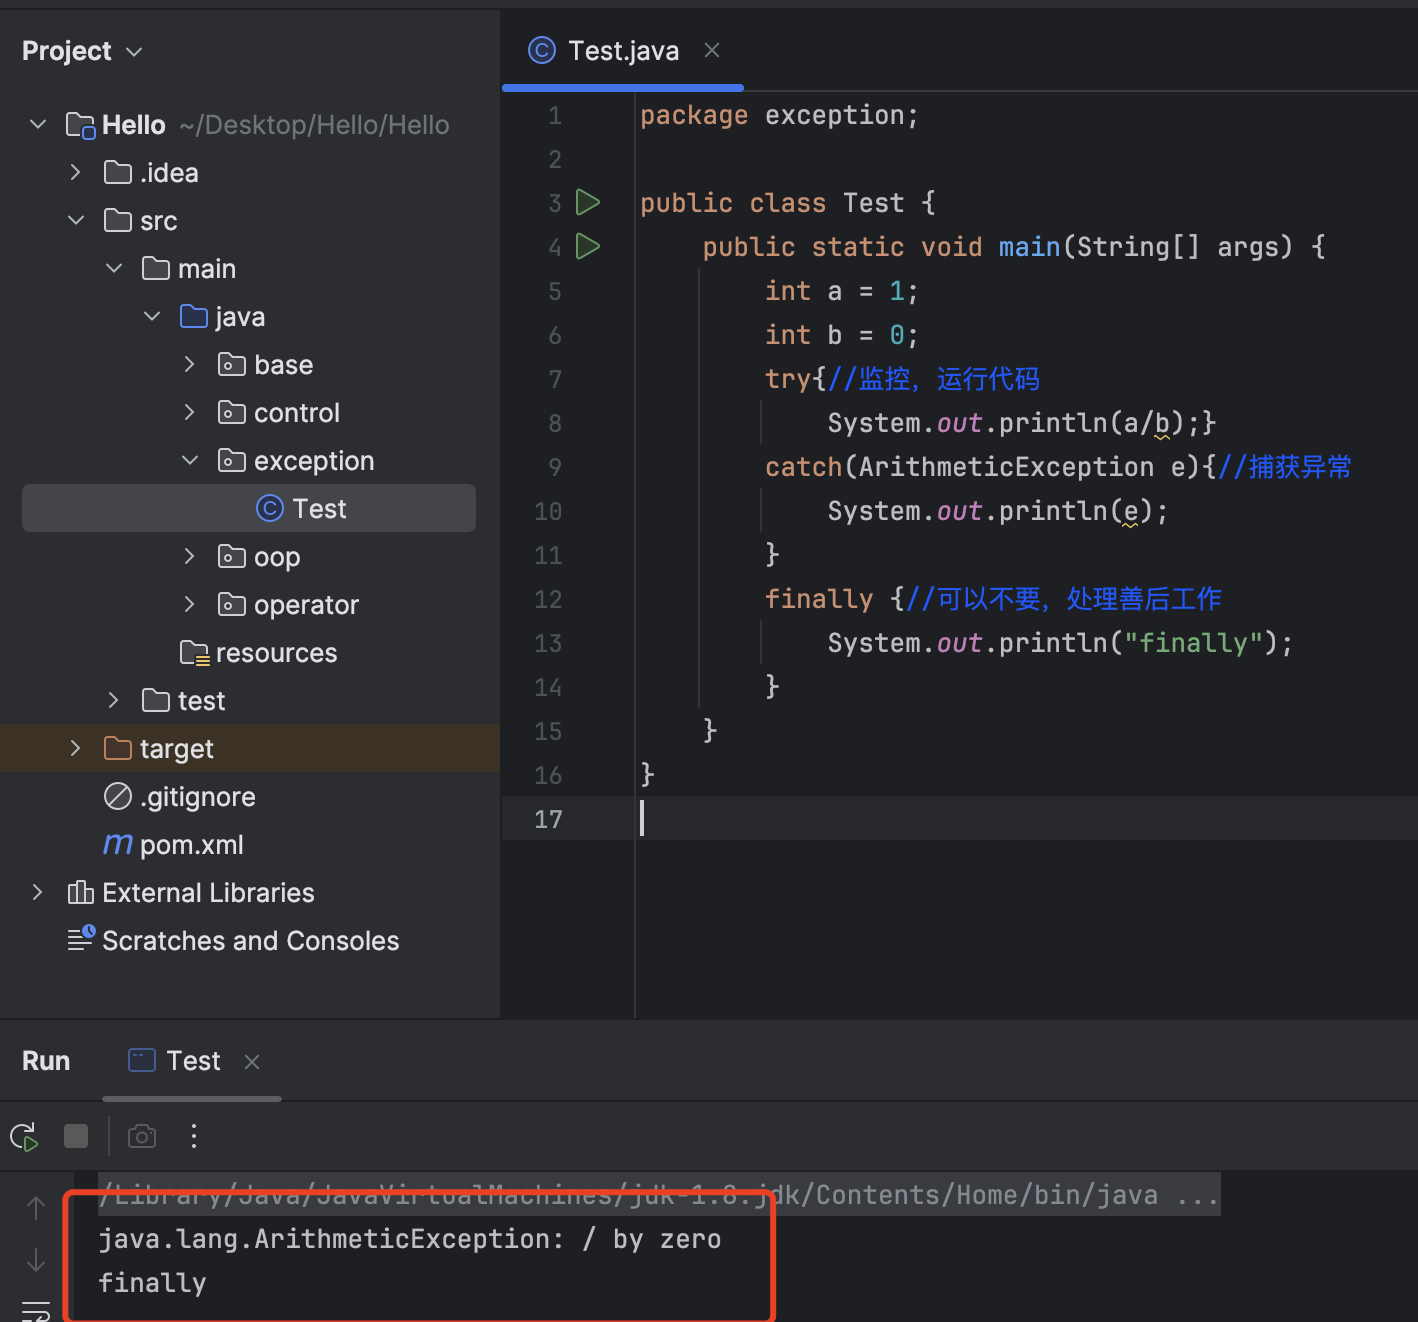 Project
Hello ~/Desktop/Hello/Hello
.idea
src
main
java
base
control
exception
Test
oop
operator
resources
test
target
.gitignore
pom.xml
External Libraries
Scratches and Consoles
Test.java
1 package exception;
2
3 public class Test {
4 public static void main(String[] args) {
5 int a = 1;
6 int b = 0;
7 try{//监控，运行代码
8 System.out.println(a/b);}
9 catch(ArithmeticException e){//捕获异常
10 System.out.println(e);
11 }
12 finally {//可以不要，处理善后工作
13 System.out.println("finally");
14 }
15 }
16 }
17
Run Test
/Library/Java/JavaVirtualMachines/jdk-1.8.jdk/Contents/Home/bin/java ...
java.lang.ArithmeticException: / by zero
finally